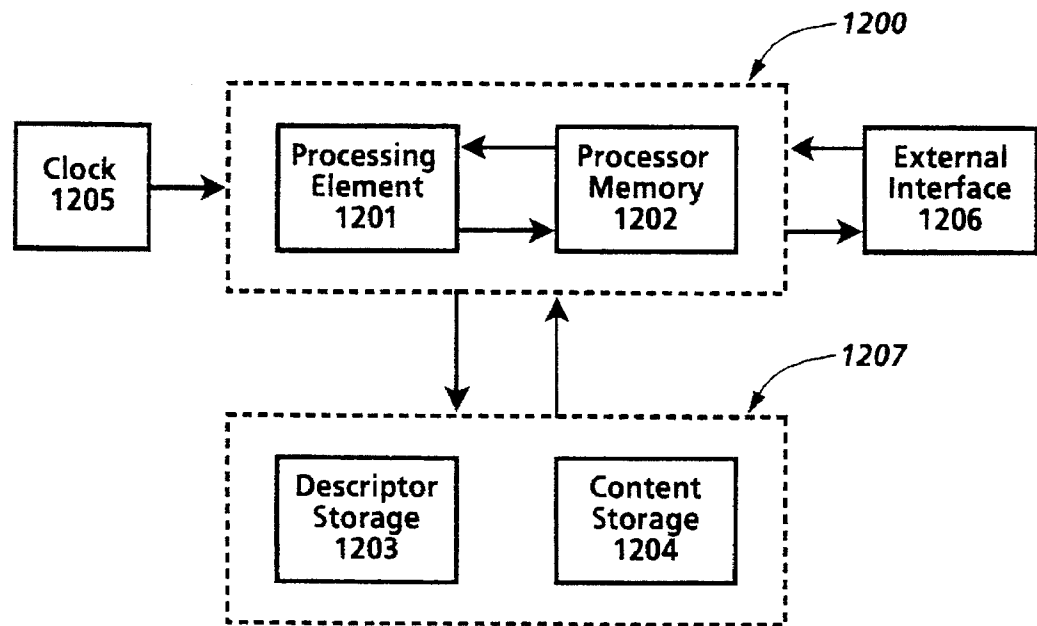 1200
Clock
1205
Processing
Element
1201
Processor
Memory
1202
External
Interface
1206
1207
Descriptor
Storage
1203
Content
Storage
1204